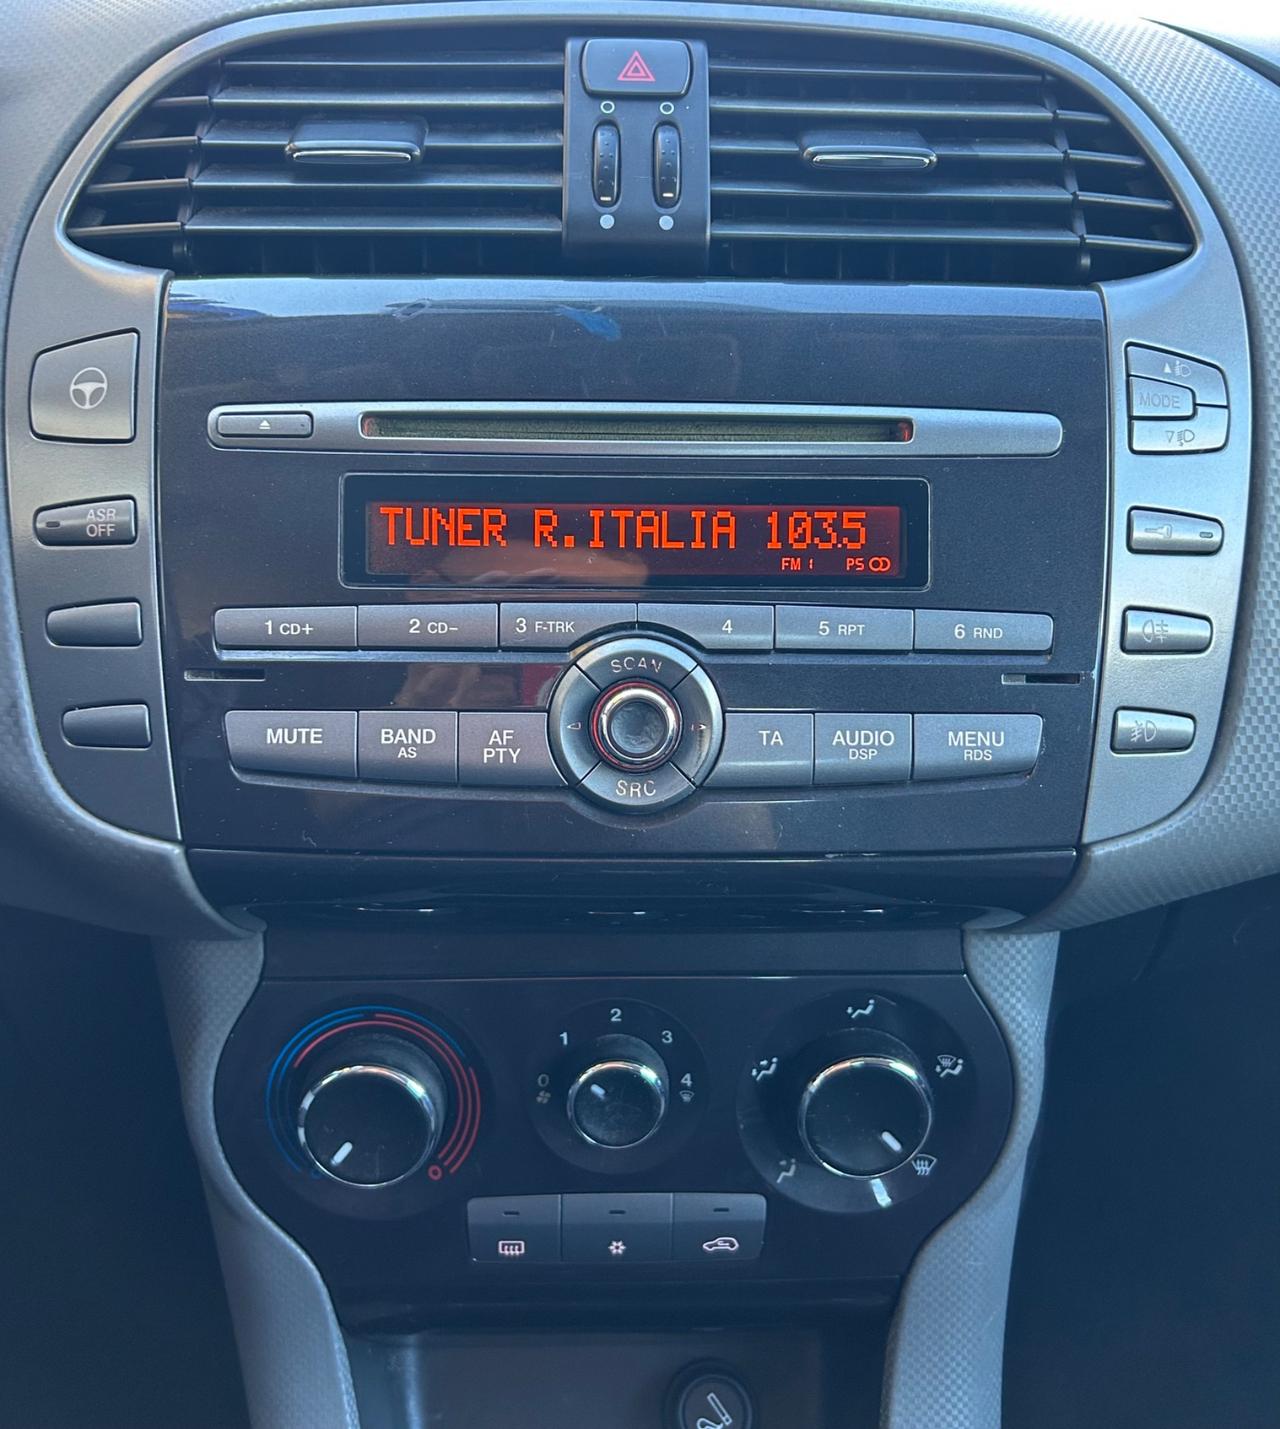 MODE
ASR
OFF
TUNER R.ITALIA 103.5
FM 1 PS
1 CD+ 2 CD- 3 F-TRK 4 5 RPT 6 RND
SCAN
MUTE BAND AS AF PTY TA AUDIO DSP MENU RDS
SRC
2
1 3
0 4